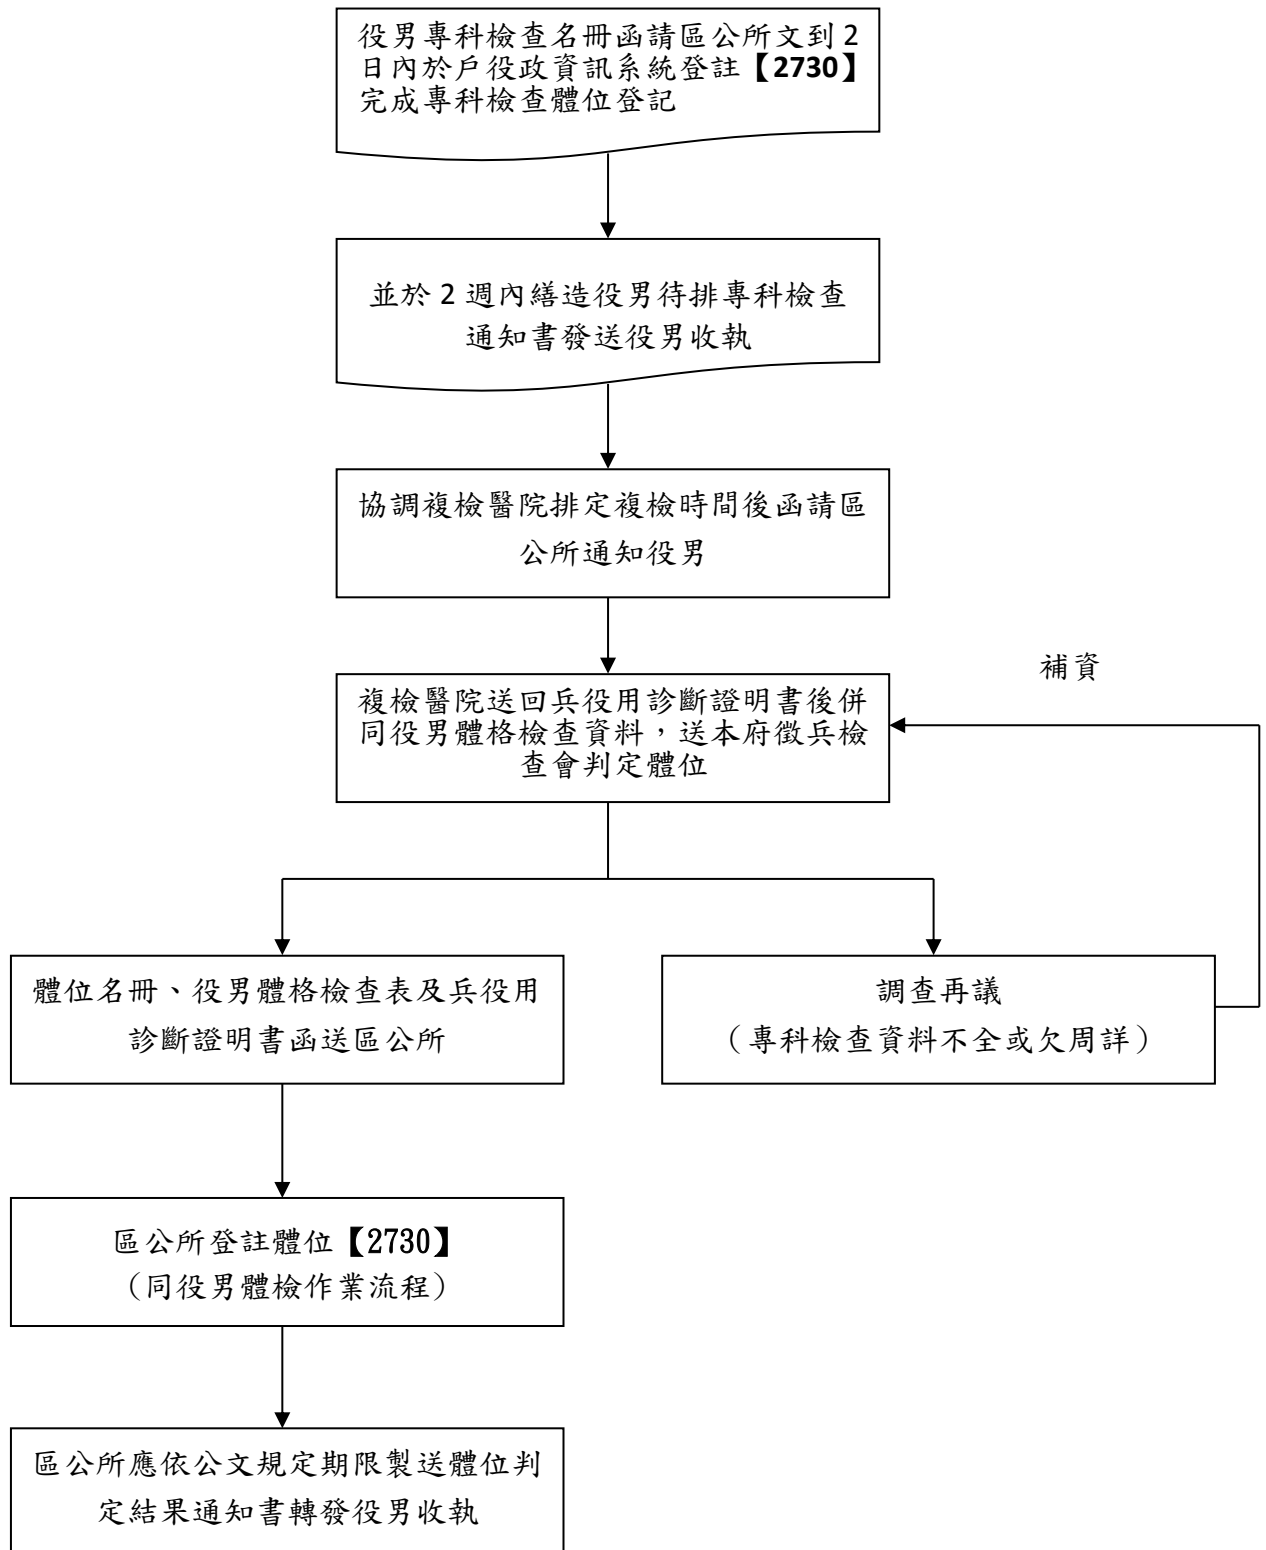 役男專科檢查名冊函請區公所文到 2
日內於戶役政資訊系統登註【2730】
完成專科檢查體位登記
並於 2 週內繕造役男待排專科檢查
通知書發送役男收執
協調複檢醫院排定複檢時間後函請區
公所通知役男
補資
複檢醫院送回兵役用診斷證明書後併
同役男體格檢查資料，送本府徵兵檢
查會判定體位
體位名冊、役男體格檢查表及兵役用
診斷證明書函送區公所
調查再議
（專科檢查資料不全或欠周詳）
區公所登註體位【2730】
（同役男體檢作業流程）
區公所應依公文規定期限製送體位判
定結果通知書轉發役男收執